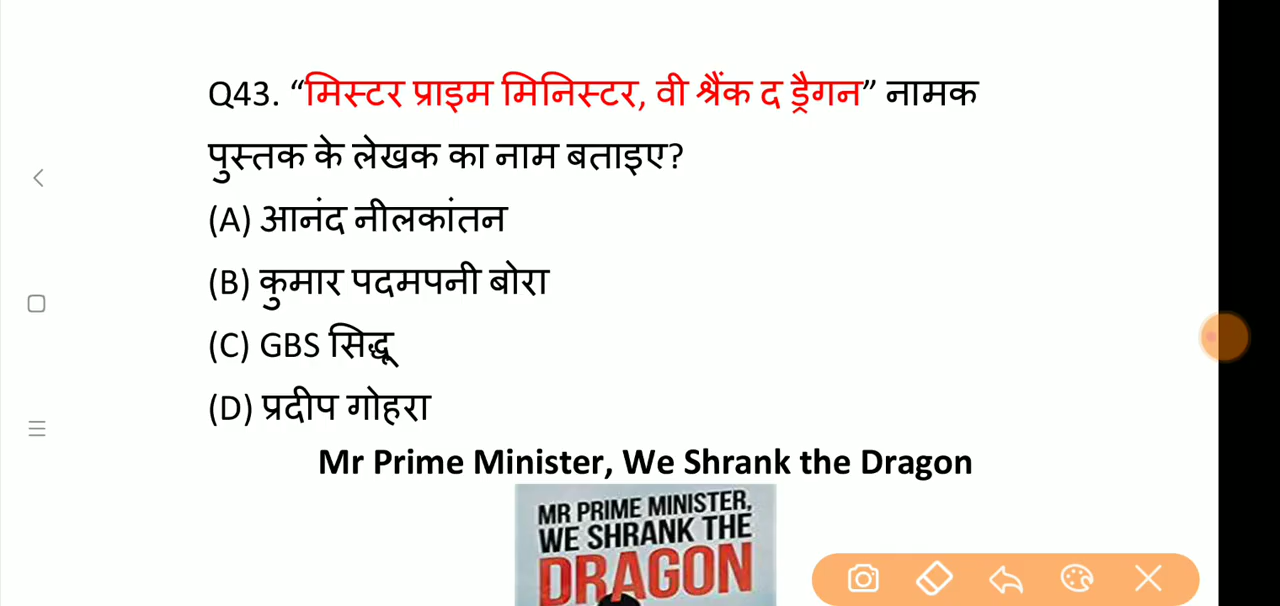 Q43. “मिस्टर प्राइम मिनिस्टर, वी श्रैंक द ड्रैगन” नामक
पुस्तक के लेखक का नाम बताइए?
(A) आनंद नीलकांतन
(B) कुमार पदमपनी बोरा
(C) GBS सिद्धू
(D) प्रदीप गोहरा
Mr Prime Minister, We Shrank the Dragon
MR PRIME MINISTER,
WE SHRANK THE
DRAGON